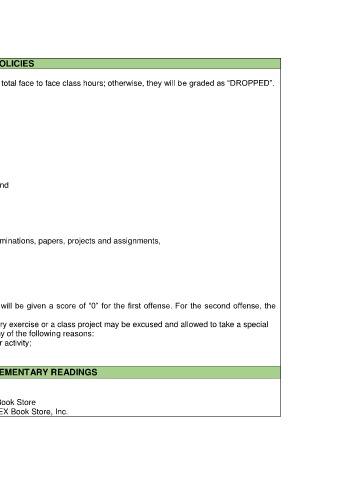 OLICIES
total face to face class hours; otherwise, they will be graded as “DROPPED”.
nd
minations, papers, projects and assignments,
will be given a score of “0” for the first offense. For the second offense, the
ry exercise or a class project may be excused and allowed to take a special
y of the following reasons:
r activity;
EMENTARY READINGS
Book Store
EX Book Store, Inc.